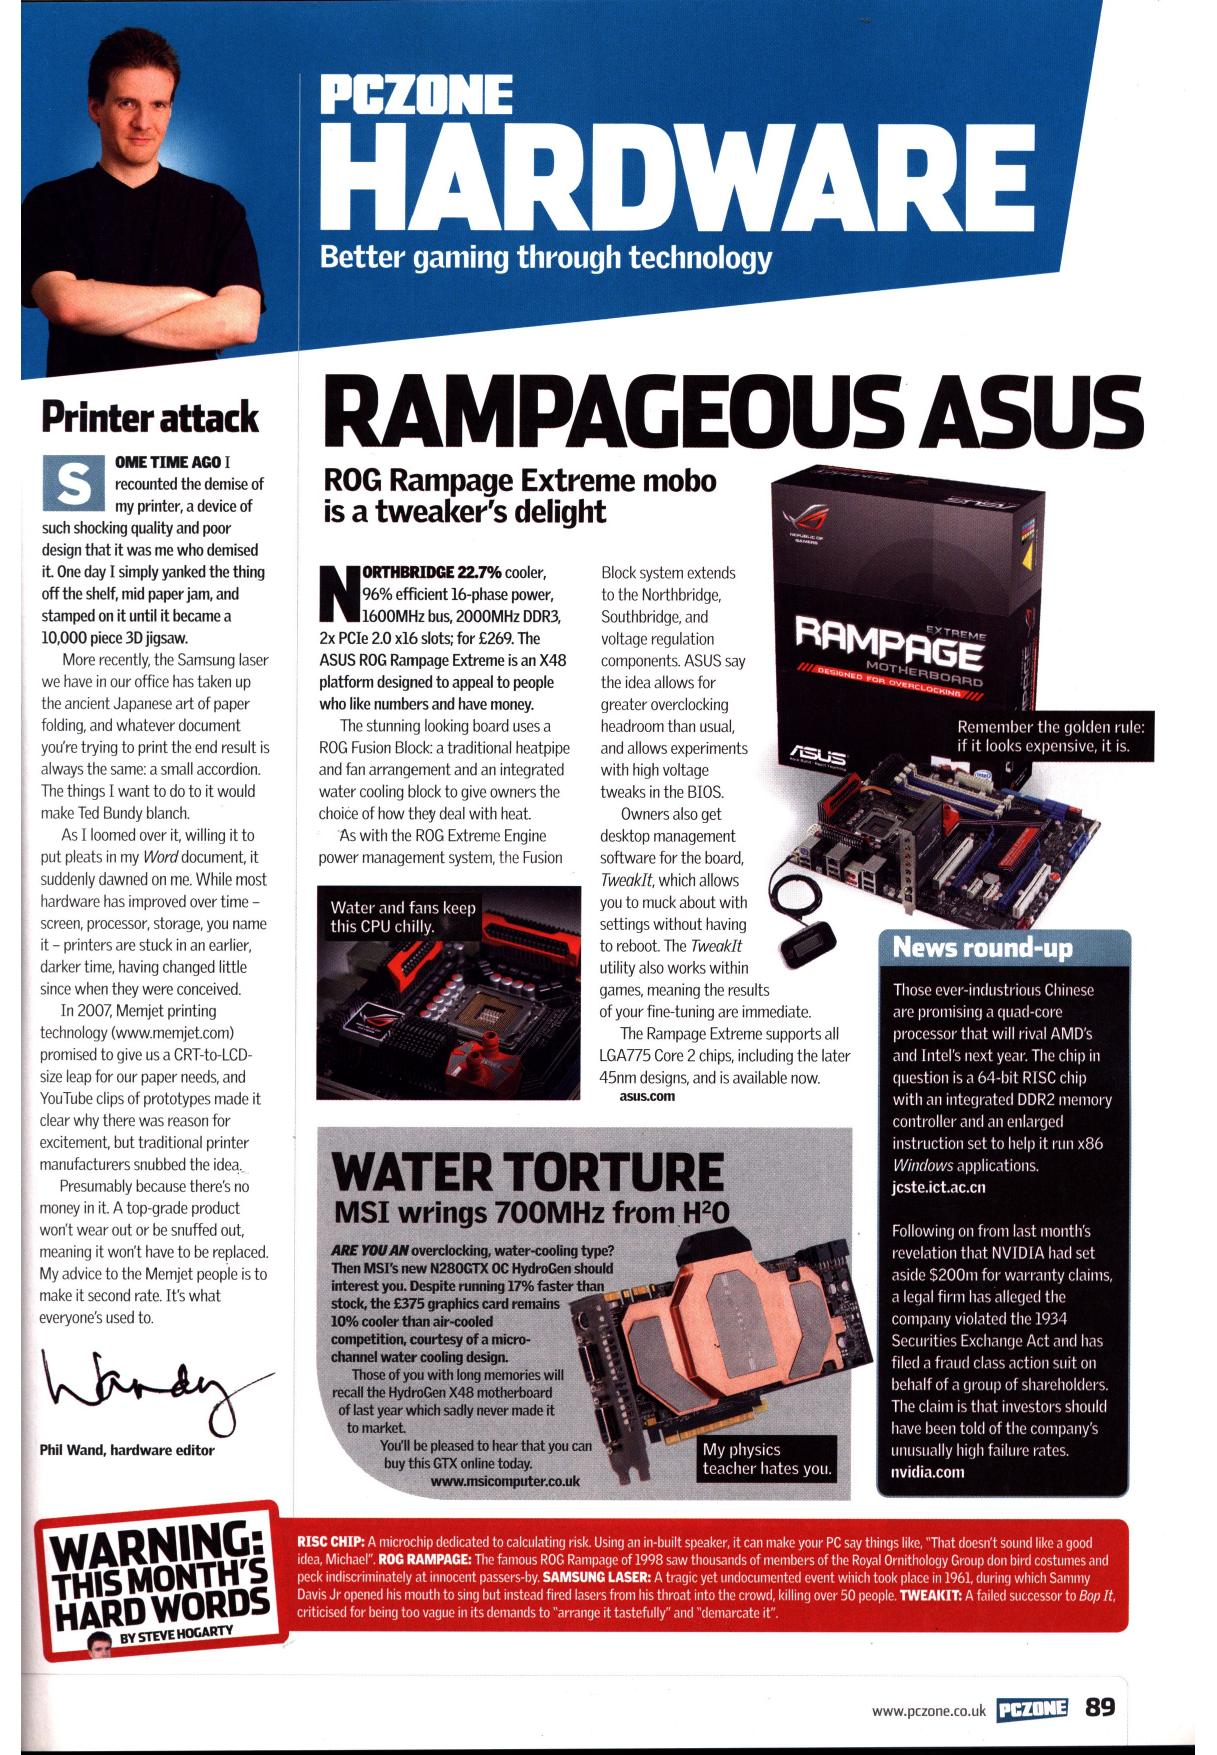 PCZONE
HARDWARE
Better gaming through technology
Printer attack
SOME TIME AGO I
recounted the demise of
my printer, a device of
such shocking quality and poor
design that it was me who demised
it. One day I simply yanked the thing
off the shelf, mid paper jam, and
stamped on it until it became a
10,000 piece 3D jigsaw.
More recently, the Samsung laser
we have in our office has taken up
the ancient Japanese art of paper
folding, and whatever document
you're trying to print the end result is
always the same: a small accordion.
The things I want to do to it would
make Ted Bundy blanch.
As I loomed over it, willing it to
put pleats in my Word document, it
suddenly dawned on me. While most
hardware has improved over time –
screen, processor, storage, you name
it – printers are stuck in an earlier,
darker time, having changed little
since when they were conceived.
In 2007, Memjet printing
technology (www.memjet.com)
promised to give us a CRT-to-LCD-
size leap for our paper needs, and
YouTube clips of prototypes made it
clear why there was reason for
excitement, but traditional printer
manufacturers snubbed the idea.
Presumably because there's no
money in it. A top-grade product
won't wear out or be snuffed out,
meaning it won't have to be replaced.
My advice to the Memjet people is to
make it second rate. It's what
everyone's used to.
Wandy
Phil Wand, hardware editor
RAMPAGEOUS ASUS
ROG Rampage Extreme mobo
is a tweaker's delight
NORTHBRIDGE 22.7% cooler,
96% efficient 16-phase power,
1600MHz bus, 2000MHz DDR3,
2x PCIe 2.0 x16 slots; for £269. The
ASUS ROG Rampage Extreme is an X48
platform designed to appeal to people
who like numbers and have money.
The stunning looking board uses a
ROG Fusion Block: a traditional heatpipe
and fan arrangement and an integrated
water cooling block to give owners the
choice of how they deal with heat.
As with the ROG Extreme Engine
power management system, the Fusion
Block system extends
to the Northbridge,
Southbridge, and
voltage regulation
components. ASUS say
the idea allows for
greater overclocking
headroom than usual,
and allows experiments
with high voltage
tweaks in the BIOS.
Owners also get
desktop management
software for the board,
TweakIt, which allows
you to muck about with
settings without having
to reboot. The TweakIt
utility also works within
games, meaning the results
of your fine-tuning are immediate.
The Rampage Extreme supports all
LGA775 Core 2 chips, including the later
45nm designs, and is available now.
asus.com
Water and fans keep
this CPU chilly.
ASUS
REPUBLIC OF
GAMERS
EXTREME
RAMPAGE
MOTHERBOARD
DESIGNED FOR OVERCLOCKING
ASUS
Remember the golden rule:
if it looks expensive, it is.
WATER TORTURE
MSI wrings 700MHz from H²O
ARE YOU AN overclocking, water-cooling type?
Then MSI's new N280GTX OC HydroGen should
interest you. Despite running 17% faster than
stock, the £375 graphics card remains
10% cooler than air-cooled
competition, courtesy of a micro-
channel water cooling design.
Those of you with long memories will
recall the HydroGen X48 motherboard
of last year which sadly never made it
to market.
You'll be pleased to hear that you can
buy this GTX online today.
www.msicomputer.co.uk
My physics
teacher hates you.
News round-up
Those ever-industrious Chinese
are promising a quad-core
processor that will rival AMD's
and Intel's next year. The chip in
question is a 64-bit RISC chip
with an integrated DDR2 memory
controller and an enlarged
instruction set to help it run x86
Windows applications.
jcste.ict.ac.cn
Following on from last month's
revelation that NVIDIA had set
aside $200m for warranty claims,
a legal firm has alleged the
company violated the 1934
Securities Exchange Act and has
filed a fraud class action suit on
behalf of a group of shareholders.
The claim is that investors should
have been told of the company's
unusually high failure rates.
nvidia.com
WARNING:
THIS MONTH'S
HARD WORDS
BY STEVE HOGARTY
RISC CHIP: A microchip dedicated to calculating risk. Using an in-built speaker, it can make your PC say things like, "That doesn't sound like a good
idea, Michael". ROG RAMPAGE: The famous ROG Rampage of 1998 saw thousands of members of the Royal Ornithology Group don bird costumes and
peck indiscriminately at innocent passers-by. SAMSUNG LASER: A tragic yet undocumented event which took place in 1961, during which Sammy
Davis Jr opened his mouth to sing but instead fired lasers from his throat into the crowd, killing over 50 people. TWEAKIT: A failed successor to Bop It,
criticised for being too vague in its demands to "arrange it tastefully" and "demarcate it".
www.pczone.co.uk PCZONE 89